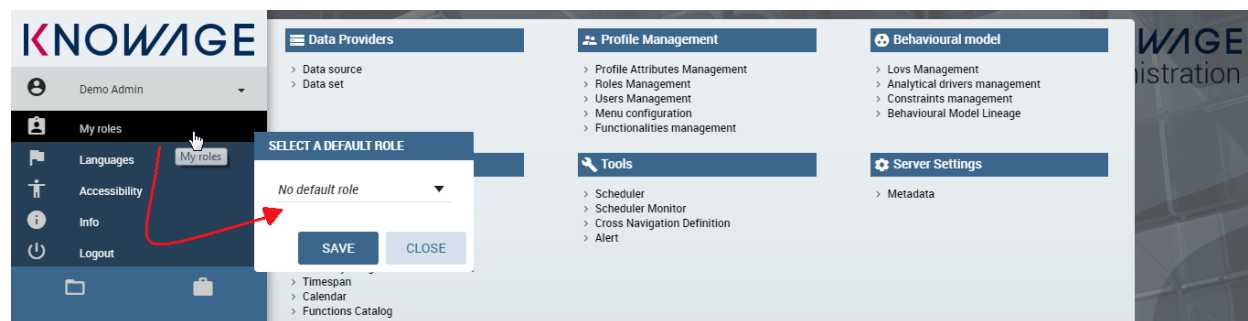 KNOWAGE
Demo Admin
My roles
My roles
Languages
Accessibility
Info
Logout
Data Providers
> Data source
> Data set
SELECT A DEFAULT ROLE
No default role
SAVE
CLOSE
> Timespan
> Calendar
> Functions Catalog
Profile Management
> Profile Attributes Management
> Roles Management
> Users Management
> Menu configuration
> Functionalities management
Tools
> Scheduler
> Scheduler Monitor
> Cross Navigation Definition
> Alert
Behavioural model
> Lovs Management
> Analytical drivers management
> Constraints management
> Behavioural Model Lineage
Server Settings
> Metadata
WAGE
istration